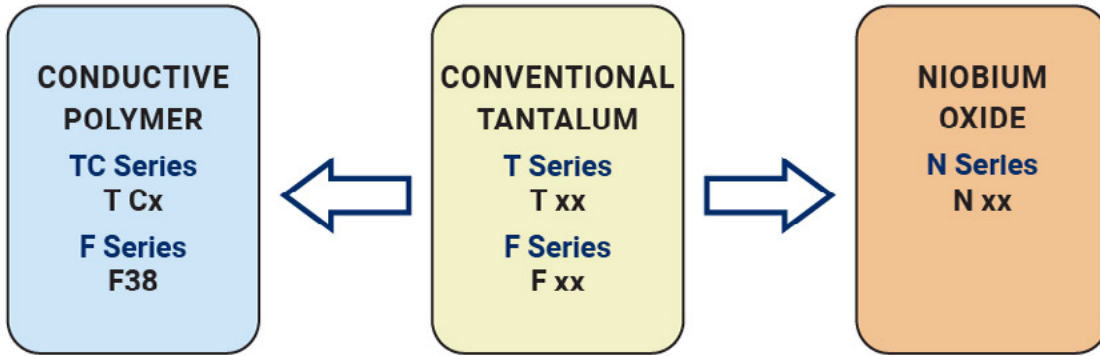 CONDUCTIVE
POLYMER
TC Series
T Cx
F Series
F38
CONVENTIONAL
TANTALUM
T Series
T xx
F Series
F xx
NIOBIUM
OXIDE
N Series
N xx